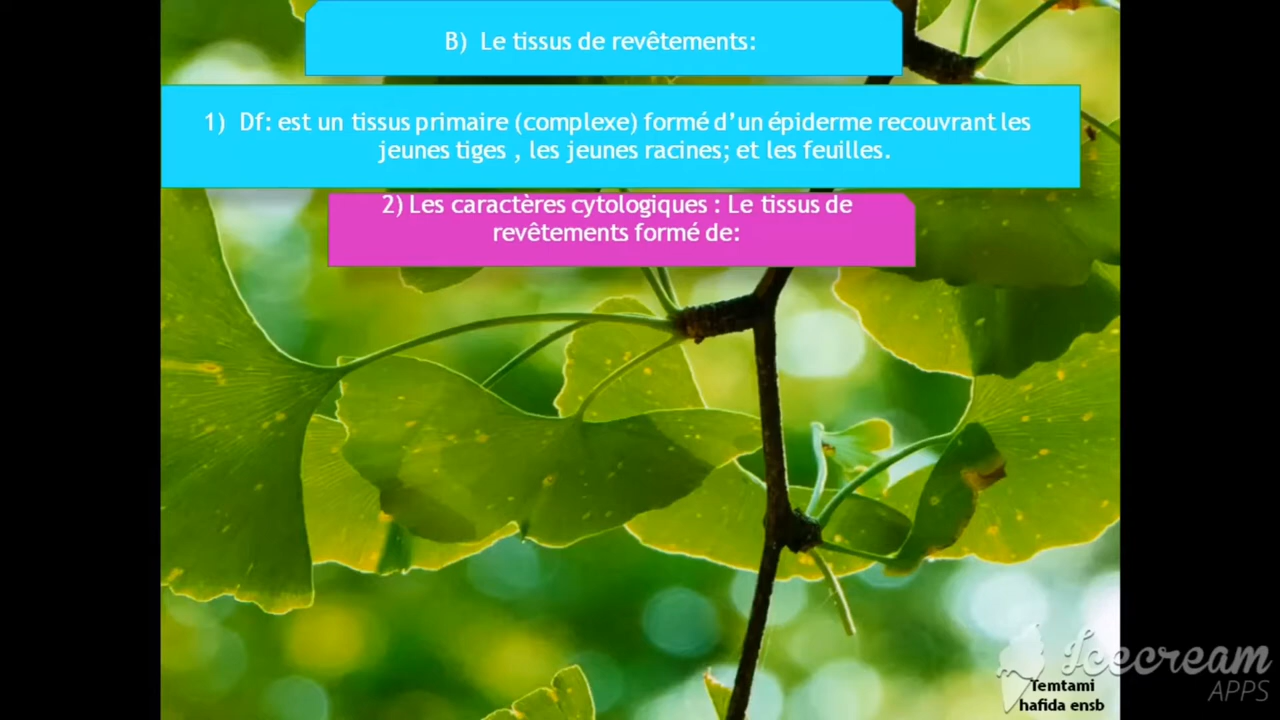 B) Le tissus de revêtements:
1) Df: est un tissus primaire (complexe) formé d'un épiderme recouvrant les
jeunes tiges , les jeunes racines; et les feuilles.
2) Les caractères cytologiques : Le tissus de
revêtements formé de:
Icecream
APPS
Temtami
hafida ensb